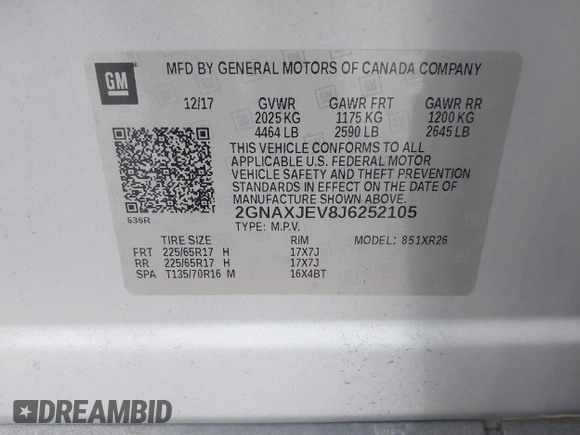 GM
MFD BY GENERAL MOTORS OF CANADA COMPANY
12/17 GVWR GAWR FRT GAWR RR
2025 KG 1175 KG 1200 KG
4464 LB 2590 LB 2645 LB
THIS VEHICLE CONFORMS TO ALL
APPLICABLE U.S. FEDERAL MOTOR
VEHICLE SAFETY AND THEFT PREVENTION
STANDARDS IN EFFECT ON THE DATE OF
MANUFACTURE SHOWN ABOVE.
2GNAXJEV8J6252105
636R
TYPE: M.P.V.
TIRE SIZE RIM MODEL: 851XR26
FRT 225/65R17 H 17X7J
RR 225/65R17 H 17X7J
SPA T135/70R16 M 16X4BT
DREAMBID